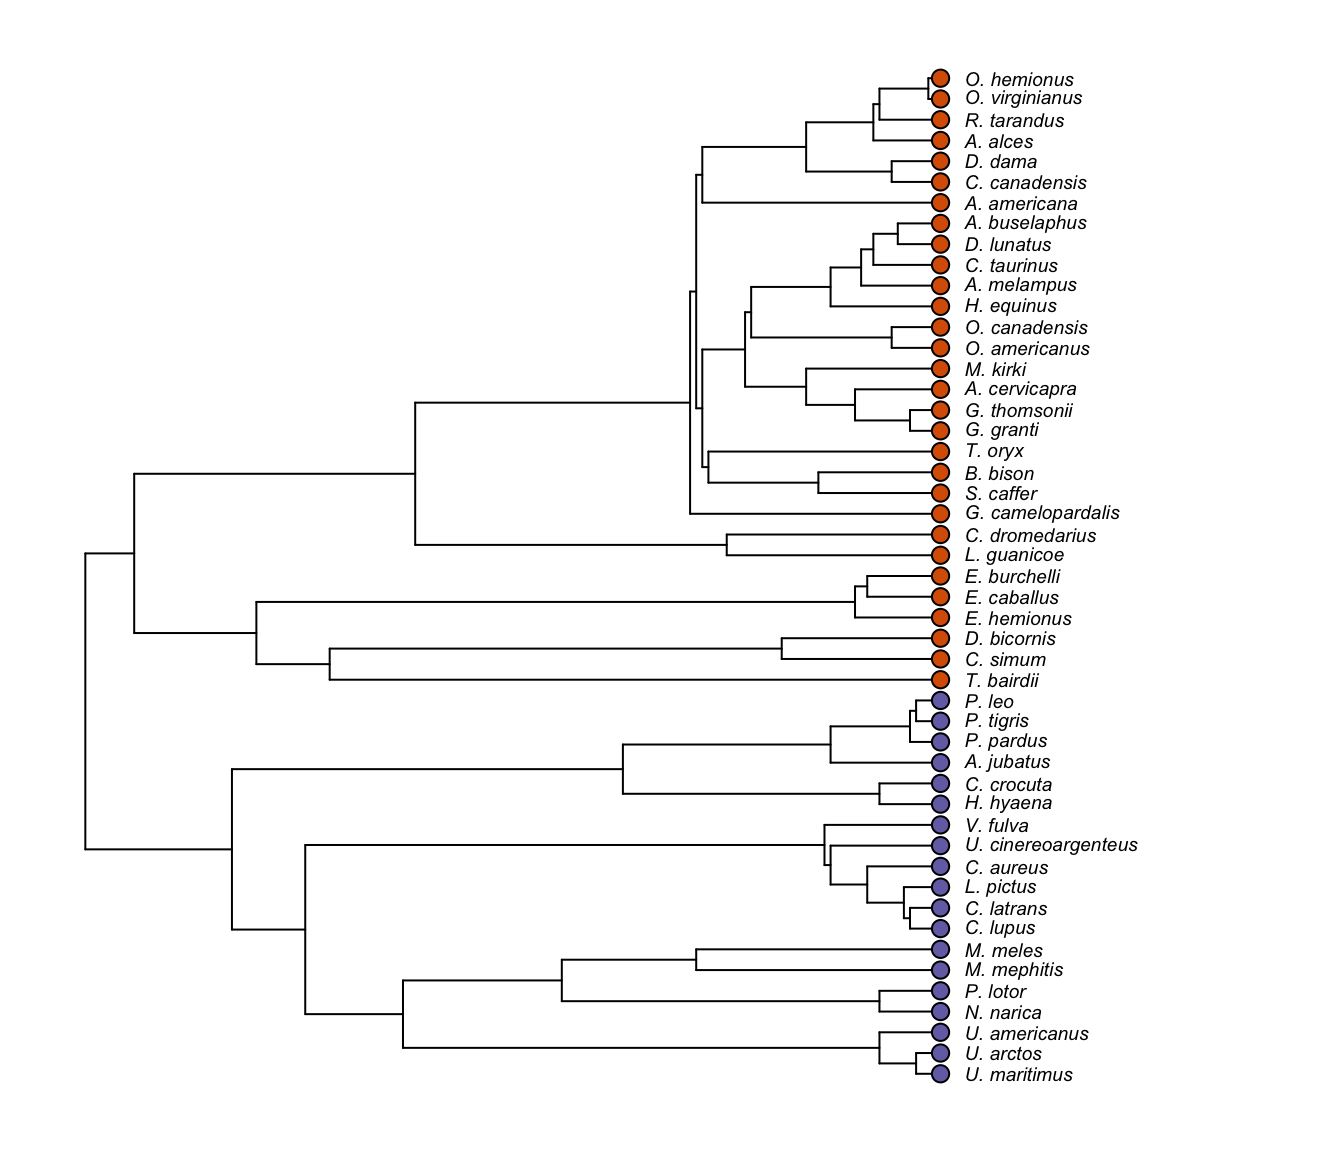 O. hemionus
O. virginianus
R. tarandus
A. alces
D. dama
C. canadensis
A. americana
A. buselaphus
D. lunatus
C. taurinus
A. melampus
H. equinus
O. canadensis
O. americanus
M. kirki
A. cervicapra
G. thomsonii
G. granti
T. oryx
B. bison
S. caffer
G. camelopardalis
C. dromedarius
L. guanicoe
E. burchelli
E. caballus
E. hemionus
D. bicornis
C. simum
T. bairdii
P. leo
P. tigris
P. pardus
A. jubatus
C. crocuta
H. hyaena
V. fulva
U. cinereoargenteus
C. aureus
L. pictus
C. latrans
C. lupus
M. meles
M. mephitis
P. lotor
N. narica
U. americanus
U. arctos
U. maritimus